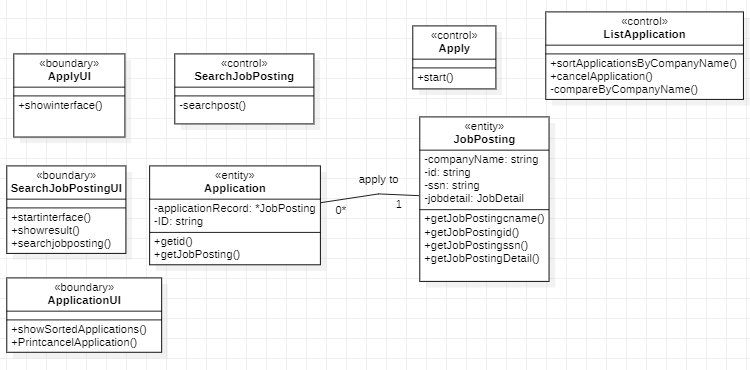 «boundary»
ApplyUI
+showinterface()
«control»
SearchJobPosting
-searchpost()
«control»
Apply
+start()
«control»
ListApplication
+sortApplicationsByCompanyName()
+cancelApplication()
-compareByCompanyName()
«boundary»
SearchJobPostingUI
+startinterface()
+showresult()
+searchjobposting()
«entity»
Application
-applicationRecord: *JobPosting
-ID: string
+getid()
+getJobPosting()
apply to
0*
1
«entity»
JobPosting
-companyName: string
-id: string
-ssn: string
-jobdetail: JobDetail
+getJobPostingcname()
+getJobPostingid()
+getJobPostingssn()
+getJobPostingDetail()
«boundary»
ApplicationUI
+showSortedApplications()
+PrintcancelApplication()